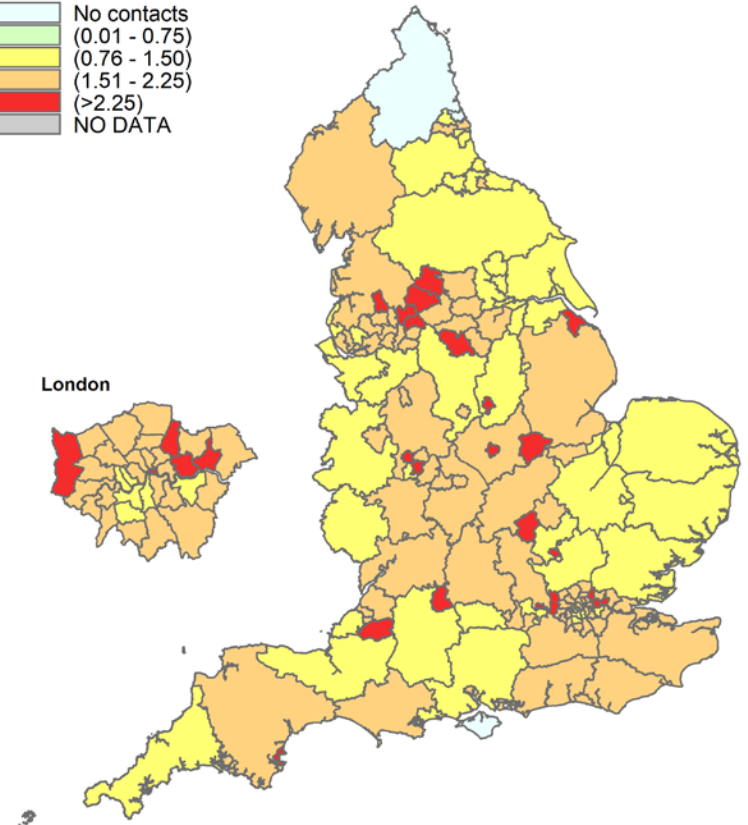 No contacts
(0.01 - 0.75)
(0.76 - 1.50)
(1.51 - 2.25)
(>2.25)
NO DATA
London